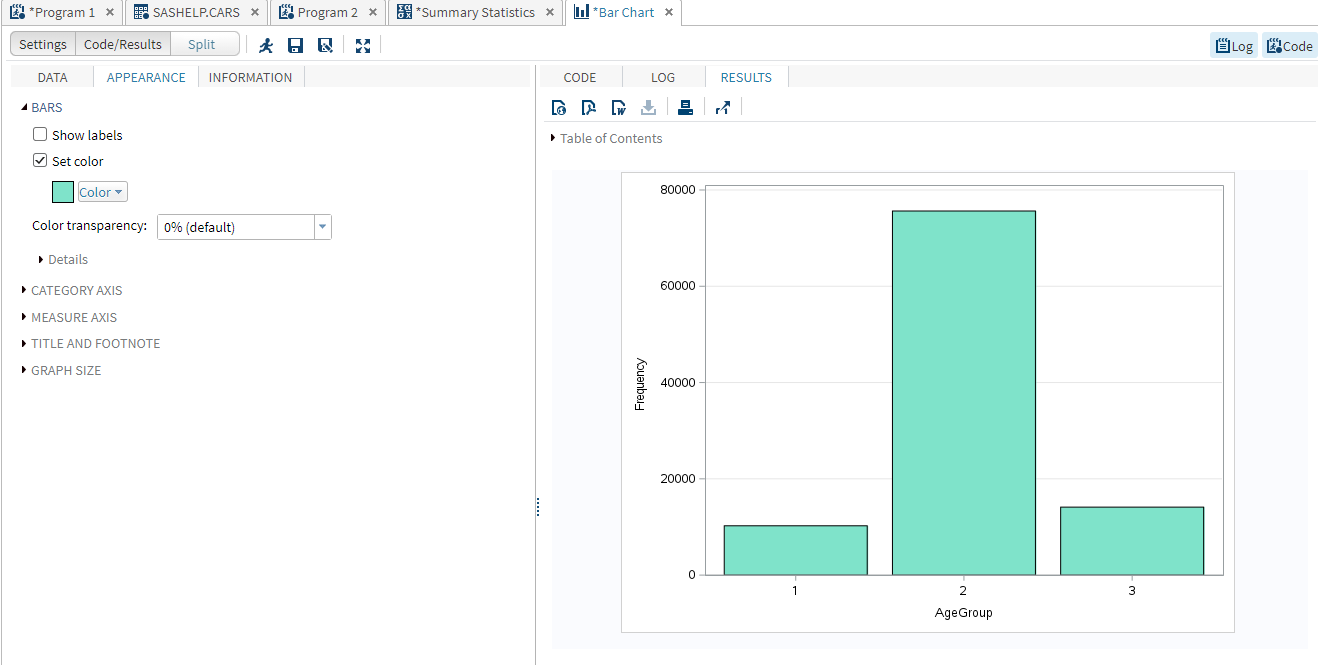 *Program 1 × SASHELP.CARS × Program 2 × *Summary Statistics × *Bar Chart ×
Settings Code/Results Split Log Code
DATA APPEARANCE INFORMATION
BARS
Show labels
Set color
Color
Color transparency: 0% (default)
Details
CATEGORY AXIS
MEASURE AXIS
TITLE AND FOOTNOTE
GRAPH SIZE
CODE LOG RESULTS
Table of Contents
80000
60000
40000
20000
0
Frequency
1 2 3
AgeGroup